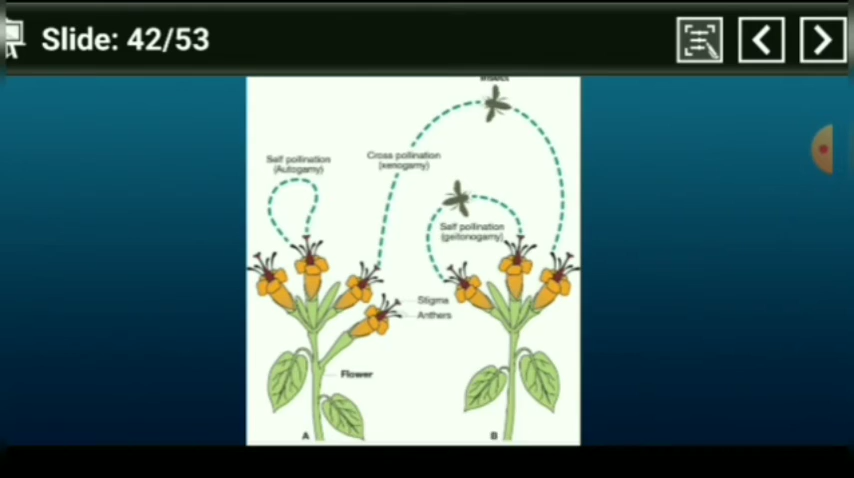 Slide: 42/53
Insect
Self pollination
(Autogamy)
Cross pollination
(xenogamy)
Self pollination
(geitonogamy)
Stigma
Anthers
Flower
A
B